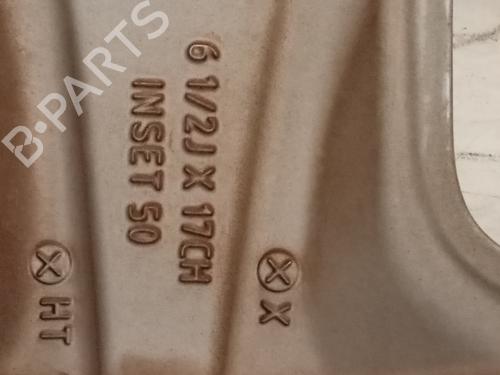 B-PARTS
6 1/2J X 17CH
INSET 50
HT
X